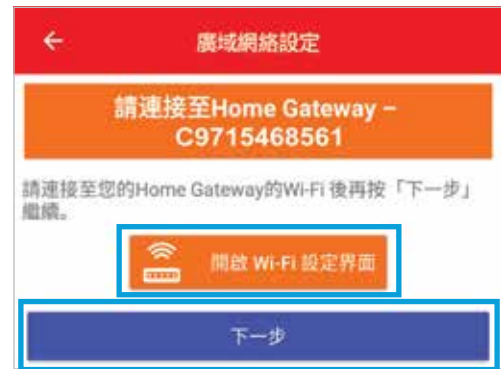 廣域網絡設定
請連接至Home Gateway –
C9715468561
請連接至您的Home Gateway的Wi-Fi 後再按「下一步」
繼續。
開啟 Wi-Fi 設定界面
下一步